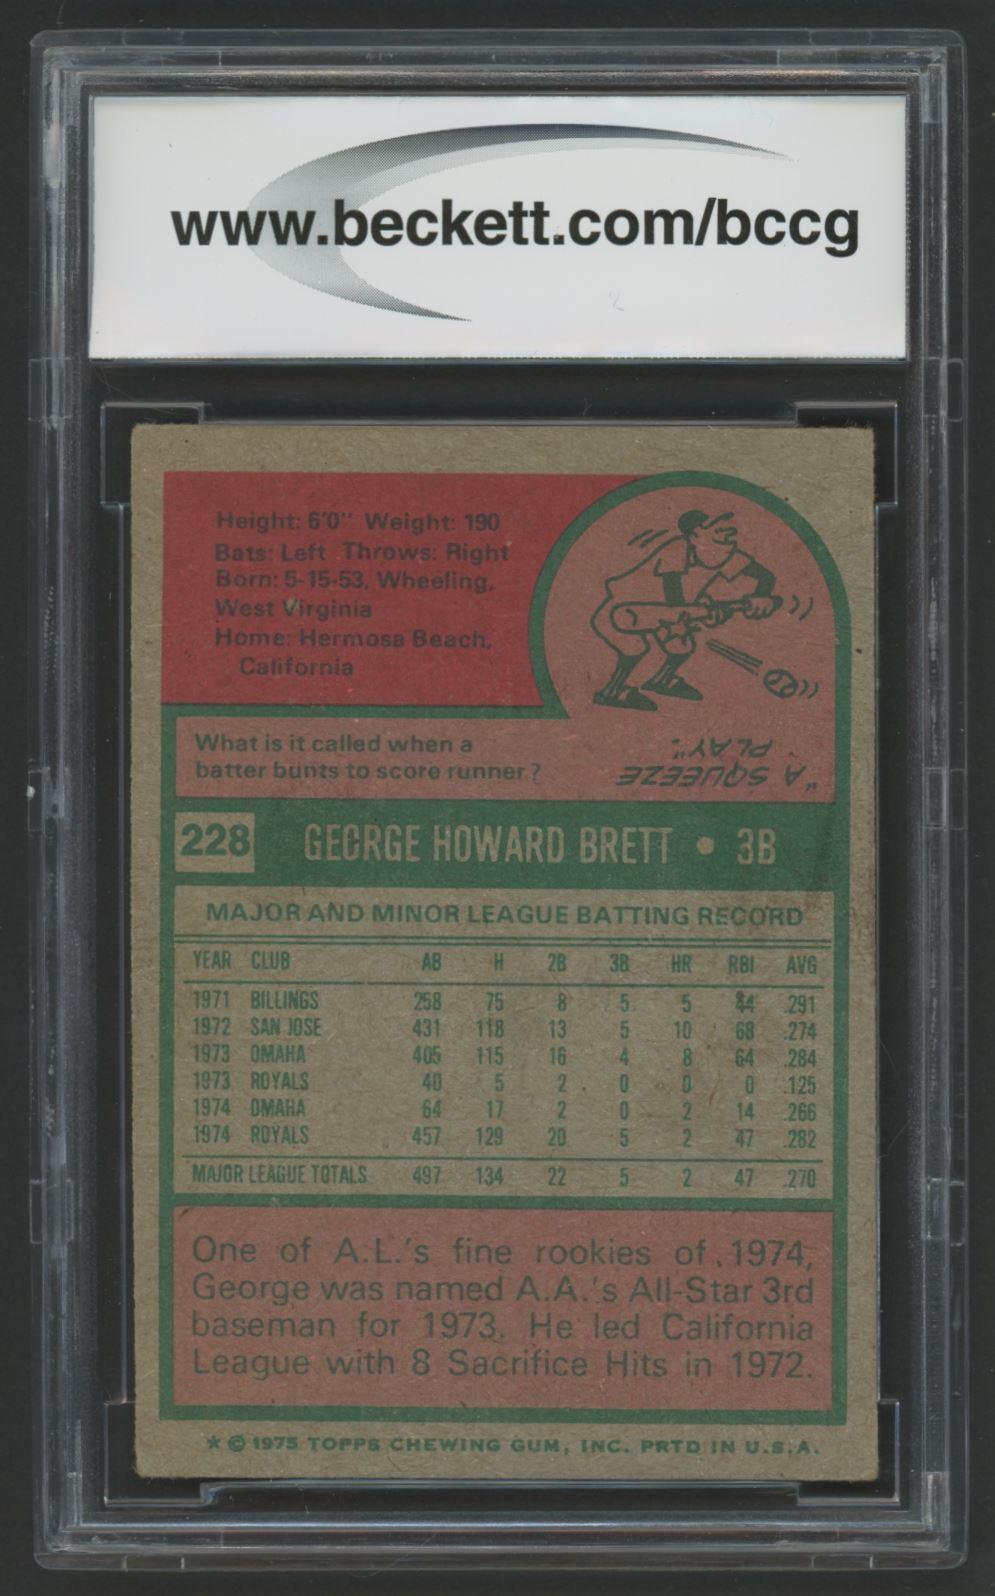 www.beckett.com/bccg
Height: 6'0" Weight: 190
Bats: Left Throws: Right
Born: 5-15-53, Wheeling,
West Virginia
Home: Hermosa Beach,
California
What is it called when a
batter bunts to score runner?
"A SQUEEZE
PLAY".
228 GEORGE HOWARD BRETT • 3B
MAJOR AND MINOR LEAGUE BATTING RECORD
YEAR CLUB AB H 2B 3B HR RBI AVG
1971 BILLINGS 258 75 8 5 5 44 .291
1972 SAN JOSE 431 118 13 5 10 68 .274
1973 OMAHA 405 115 16 4 8 64 .284
1973 ROYALS 40 5 2 0 0 0 .125
1974 OMAHA 64 17 2 0 2 14 .266
1974 ROYALS 457 129 20 5 2 47 .282
MAJOR LEAGUE TOTALS 497 134 22 5 2 47 .270
One of A.L.'s fine rookies of 1974,
George was named A.A.'s All-Star 3rd
baseman for 1973. He led California
League with 8 Sacrifice Hits in 1972.
* © 1975 TOPPS CHEWING GUM, INC. PRTD IN U.S.A.